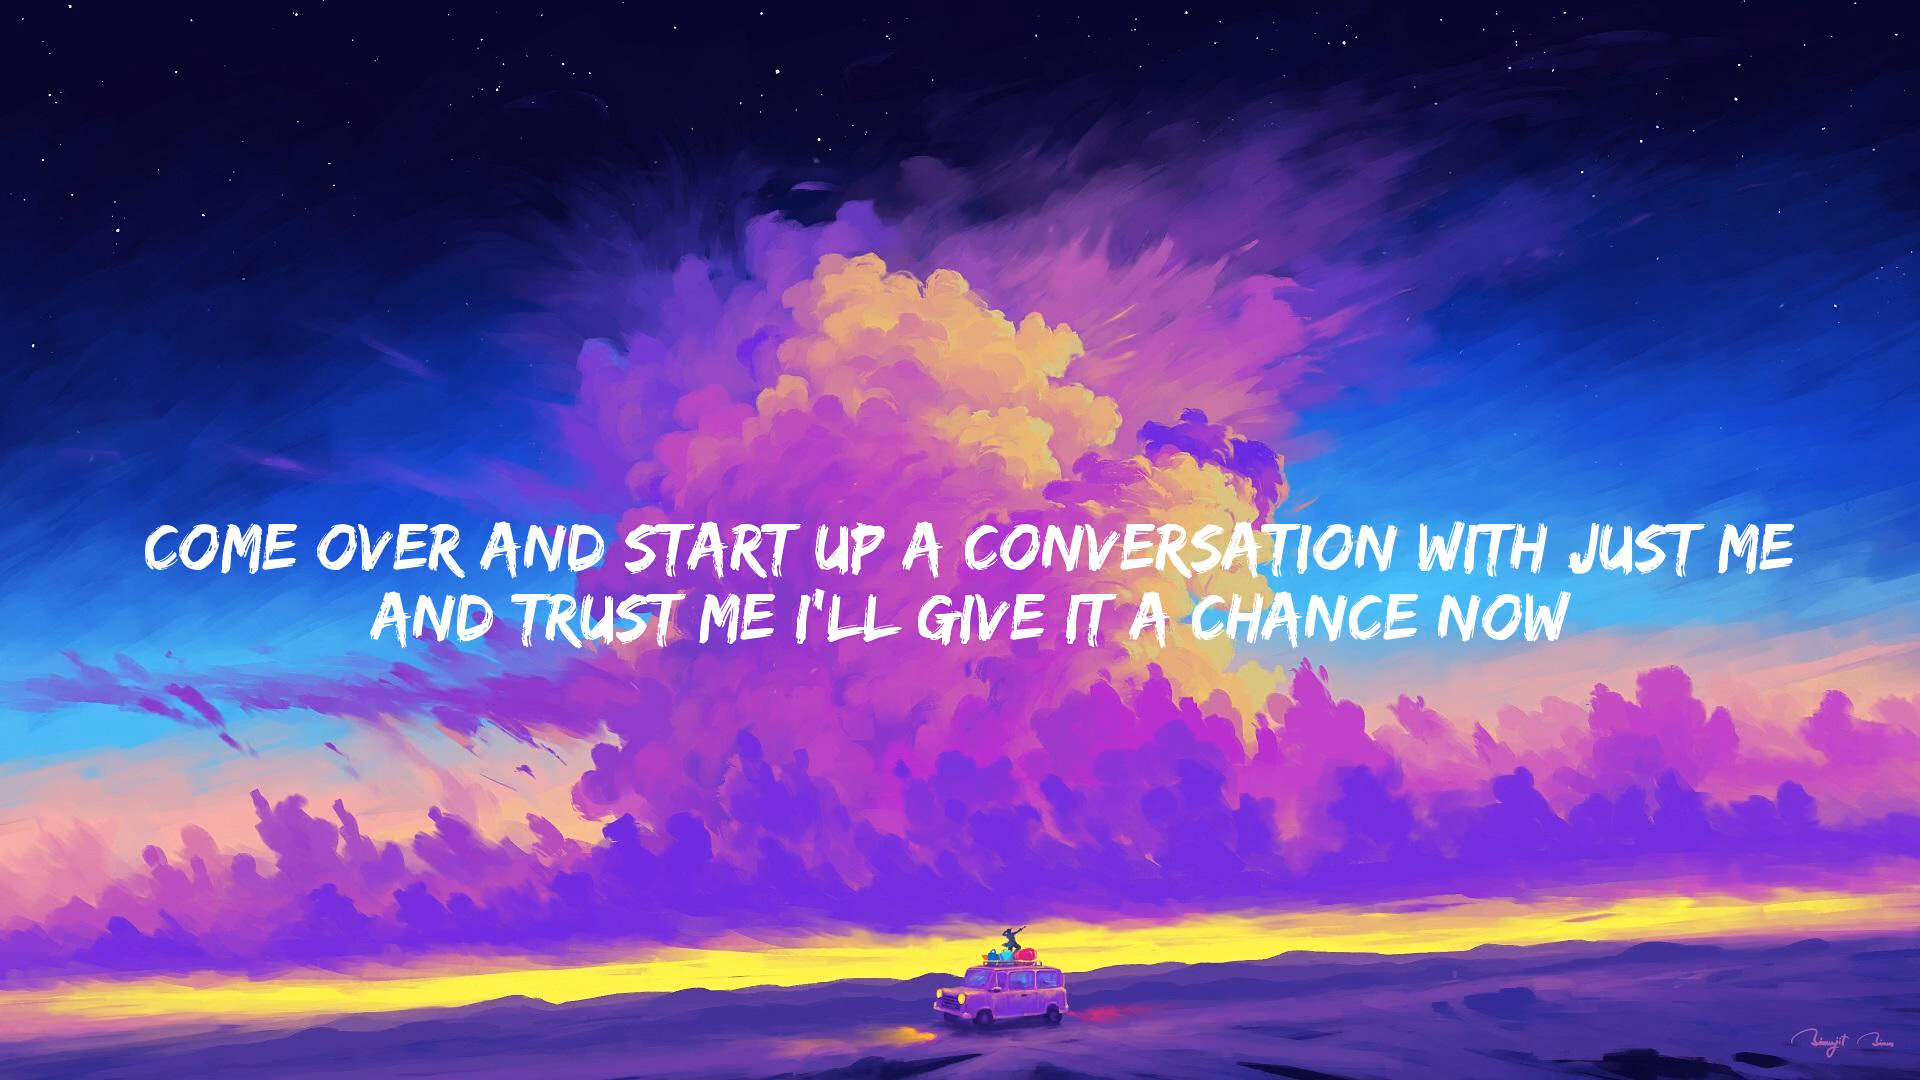 COME OVER AND START UP A CONVERSATION WITH JUST ME
AND TRUST ME I'LL GIVE IT A CHANCE NOW